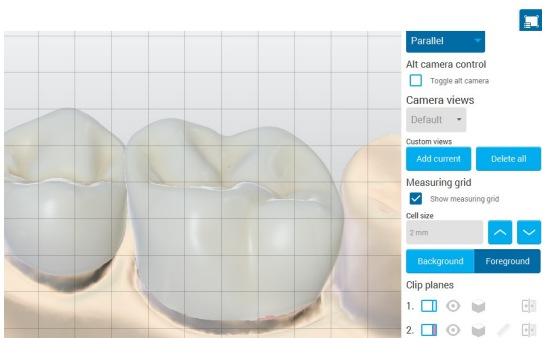 Parallel
Alt camera control
Toggle alt camera
Camera views
Default
Custom views
Add current
Delete all
Measuring grid
Show measuring grid
Cell size
2 mm
Background
Foreground
Clip planes
1.
2.